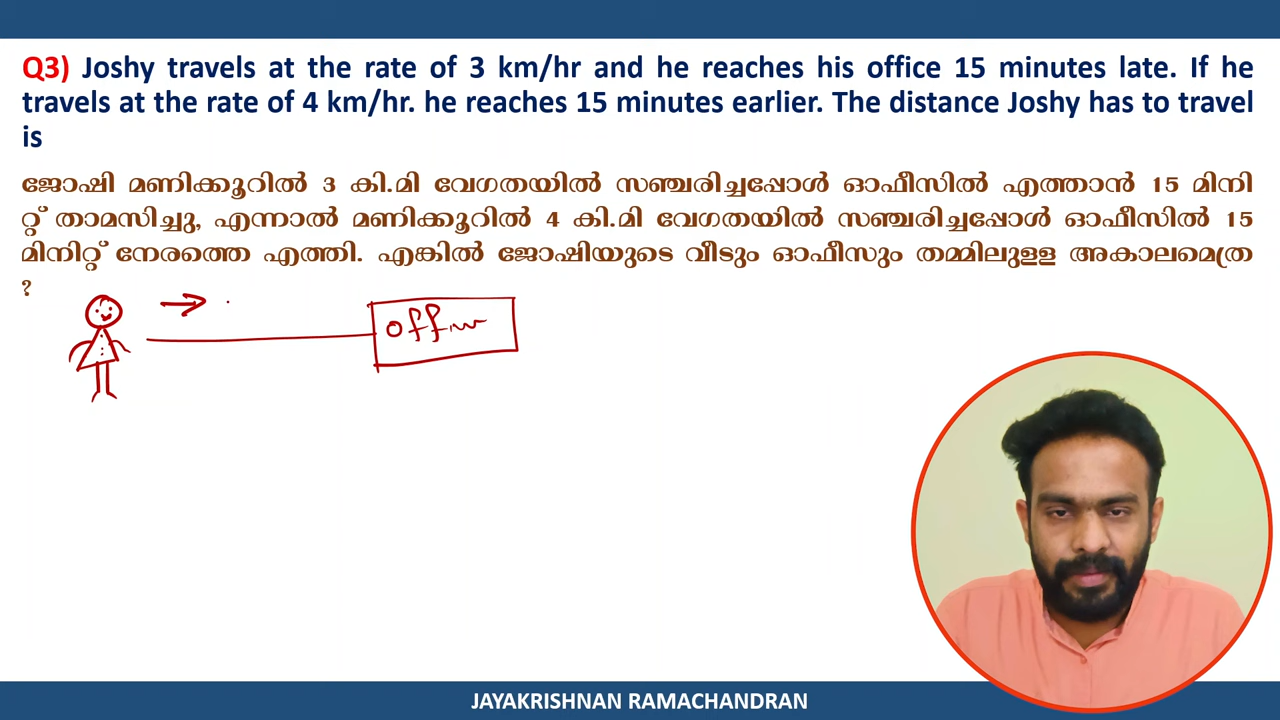 Q3) Joshy travels at the rate of 3 km/hr and he reaches his office 15 minutes late. If he
travels at the rate of 4 km/hr. he reaches 15 minutes earlier. The distance Joshy has to travel
is
ജോഷി മണിക്കൂറിൽ 3 കി.മി വേഗതയിൽ സഞ്ചരിച്ചപ്പോൾ ഓഫീസിൽ എത്താൻ 15 മിനി
റ്റ് താമസിച്ചു, എന്നാൽ മണിക്കൂറിൽ 4 കി.മി വേഗതയിൽ സഞ്ചരിച്ചപ്പോൾ ഓഫീസിൽ 15
മിനിറ്റ് നേരത്തെ എത്തി. എങ്കിൽ ജോഷിയുടെ വീടും ഓഫീസും തമ്മിലുളള അകാലമെത്ര
?
JAYAKRISHNAN RAMACHANDRAN